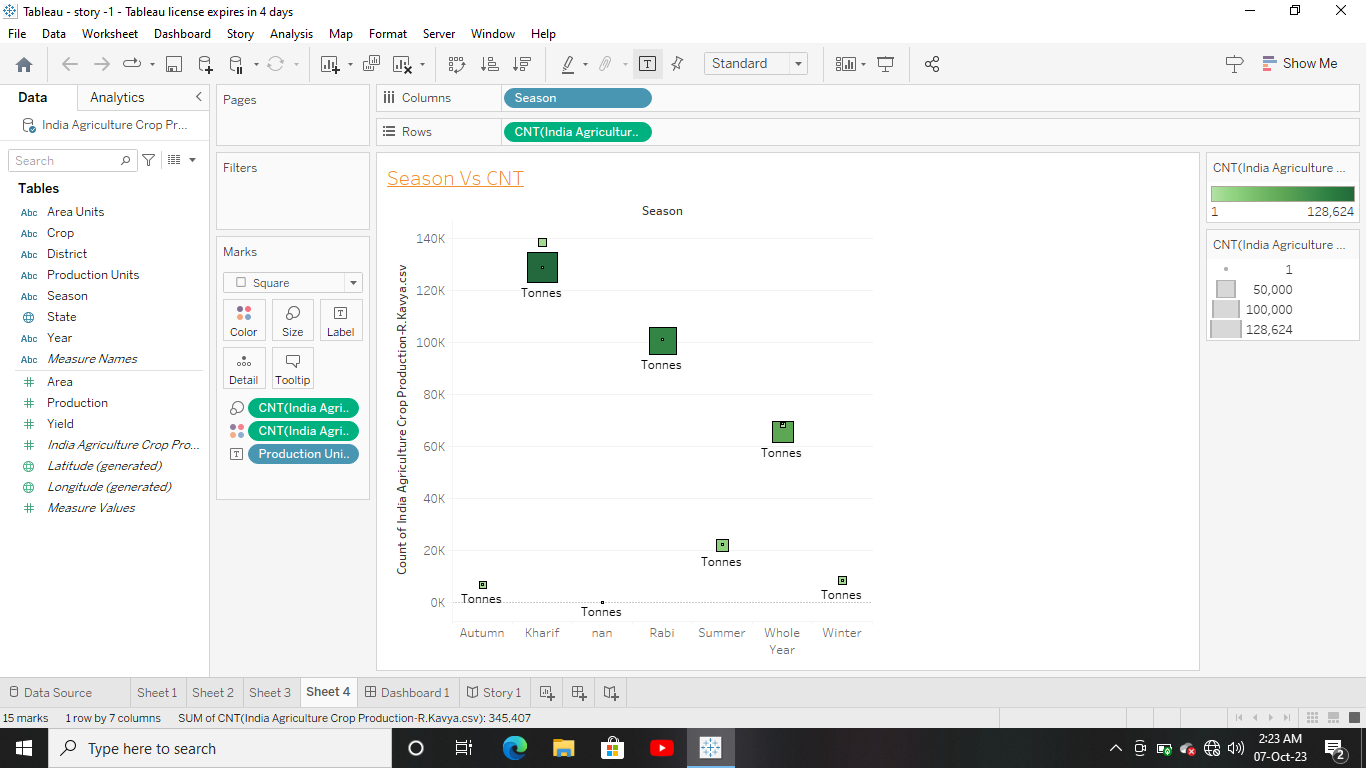 Tableau - story -1 - Tableau license expires in 4 days
File Data Worksheet Dashboard Story Analysis Map Format Server Window Help
Standard
Show Me
Data Analytics
India Agriculture Crop Pr...
Search
Tables
Abc Area Units
Abc Crop
Abc District
Abc Production Units
Abc Season
State
Abc Year
Abc Measure Names
# Area
# Production
# Yield
# India Agriculture Crop Pro...
Latitude (generated)
Longitude (generated)
# Measure Values
Pages
Filters
Marks
Square
Color Size Label
Detail Tooltip
CNT(India Agri..
CNT(India Agri..
Production Uni..
Columns Season
Rows CNT(India Agricultur..
Season Vs CNT
Season
Count of India Agriculture Crop Production-R.Kavya.csv
140K
120K
100K
80K
60K
40K
20K
0K
Tonnes
Tonnes
Tonnes
Tonnes
Tonnes
Tonnes
Tonnes
Autumn Kharif nan Rabi Summer Whole Year Winter
CNT(India Agriculture ...
1 128,624
CNT(India Agriculture ...
1
50,000
100,000
128,624
Data Source Sheet 1 Sheet 2 Sheet 3 Sheet 4 Dashboard 1 Story 1
15 marks 1 row by 7 columns SUM of CNT(India Agriculture Crop Production-R.Kavya.csv): 345,407
Type here to search
2:23 AM
07-Oct-23
2